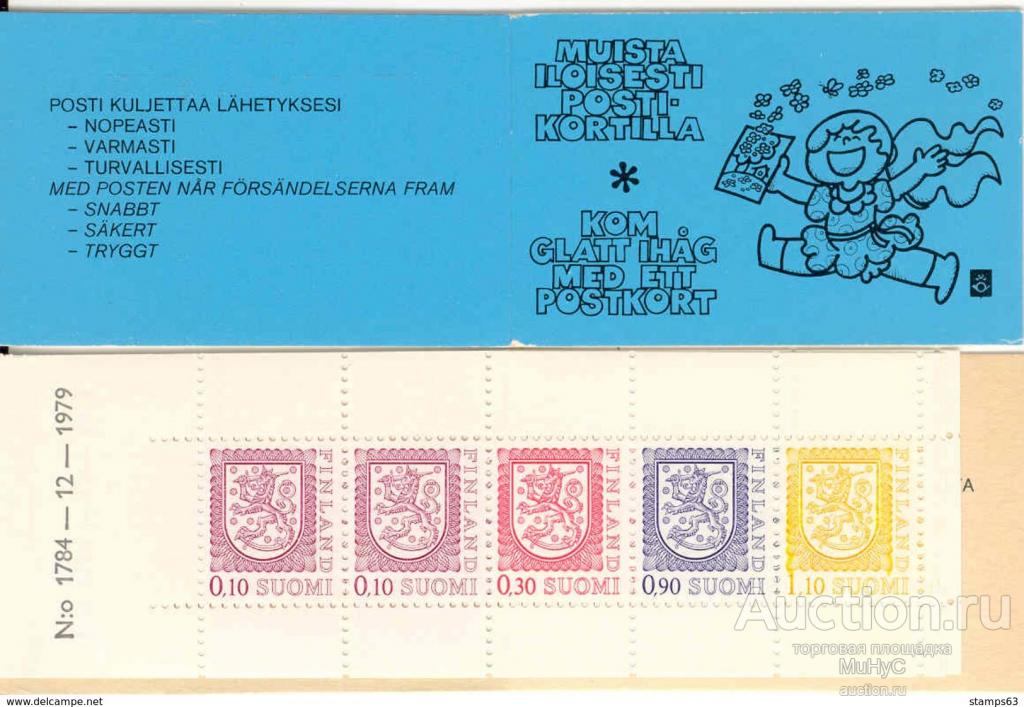 POSTI KULJETTAA LÄHETYKSESI
– NOPEASTI
– VARMASTI
– TURVALLISESTI
MED POSTEN NÅR FÖRSÄNDELSERNA FRAM
– SNABBT
– SÄKERT
– TRYGGT
MUISTA
ILOISESTI
POSTI-
KORTILLA
*
KOM
GLATT IHÅG
MED ETT
POSTKORT
N:o 1784 — 12 — 1979
FINLAND
0,10 SUOMI
FINLAND
0,10 SUOMI
FINLAND
0,30 SUOMI
FINLAND
0,90 SUOMI
FINLAND
1,10 SUOMI
TA
Auction.ru
торговая площадка
МиНуС
auction.ru
www.delcampe.net
stamps63